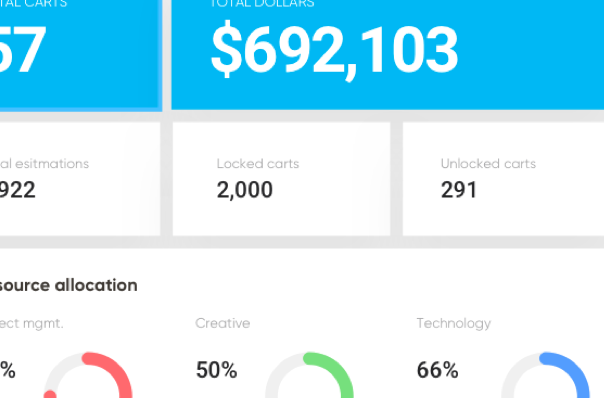 TAL CARTS
TOTAL DOLLARS
57
$692,103
al esitmations
Locked carts
Unlocked carts
922
2,000
291
source allocation
ect mgmt.
Creative
Technology
%
50%
66%